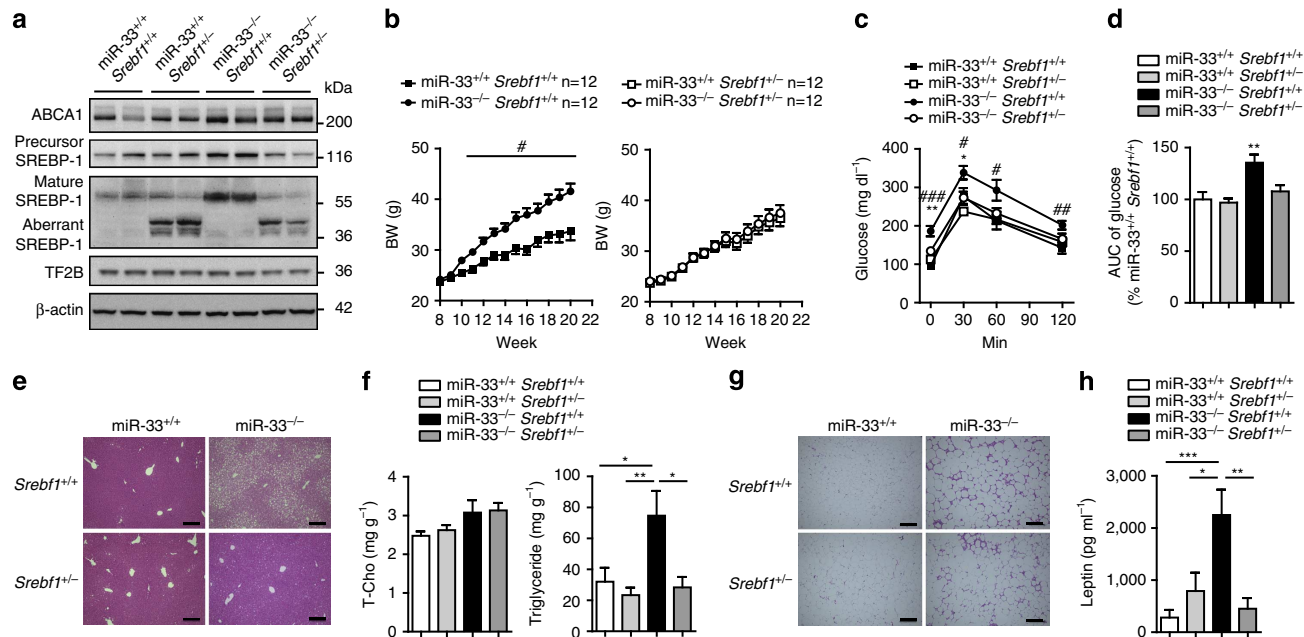 a
miR-33+/+
Srebf1+/+
miR-33+/+
Srebf1+/–
miR-33–/–
Srebf1+/+
miR-33–/–
Srebf1+/–
kDa
ABCA1
200
Precursor
SREBP-1
116
Mature
SREBP-1
55
Aberrant
SREBP-1
36
TF2B
36
β-actin
42
b
miR-33+/+ Srebf1+/+ n=12
miR-33–/– Srebf1+/+ n=12
miR-33+/+ Srebf1+/– n=12
miR-33–/– Srebf1+/– n=12
#
BW (g)
50
40
30
20
8 10 12 14 16 18 20 22
Week
BW (g)
50
40
30
20
8 10 12 14 16 18 20 22
Week
c
miR-33+/+ Srebf1+/+
miR-33+/+ Srebf1+/–
miR-33–/– Srebf1+/+
miR-33–/– Srebf1+/–
Glucose (mg dl–1)
400
300
200
100
0
###
**
#
*
#
##
0 30 60 90 120
Min
d
miR-33+/+ Srebf1+/+
miR-33+/+ Srebf1+/–
miR-33–/– Srebf1+/+
miR-33–/– Srebf1+/–
AUC of glucose
(% miR-33+/+ Srebf1+/+)
150
100
50
0
**
e
miR-33+/+ miR-33–/–
Srebf1+/+
Srebf1+/–
f
miR-33+/+ Srebf1+/+
miR-33+/+ Srebf1+/–
miR-33–/– Srebf1+/+
miR-33–/– Srebf1+/–
T-Cho (mg g–1)
4
3
2
1
0
Triglyceride (mg g–1)
100
80
60
40
20
0
*
** *
g
miR-33+/+ miR-33–/–
Srebf1+/+
Srebf1+/–
h
miR-33+/+ Srebf1+/+
miR-33+/+ Srebf1+/–
miR-33–/– Srebf1+/+
miR-33–/– Srebf1+/–
Leptin (pg ml–1)
3,000
2,000
1,000
0
***
* **